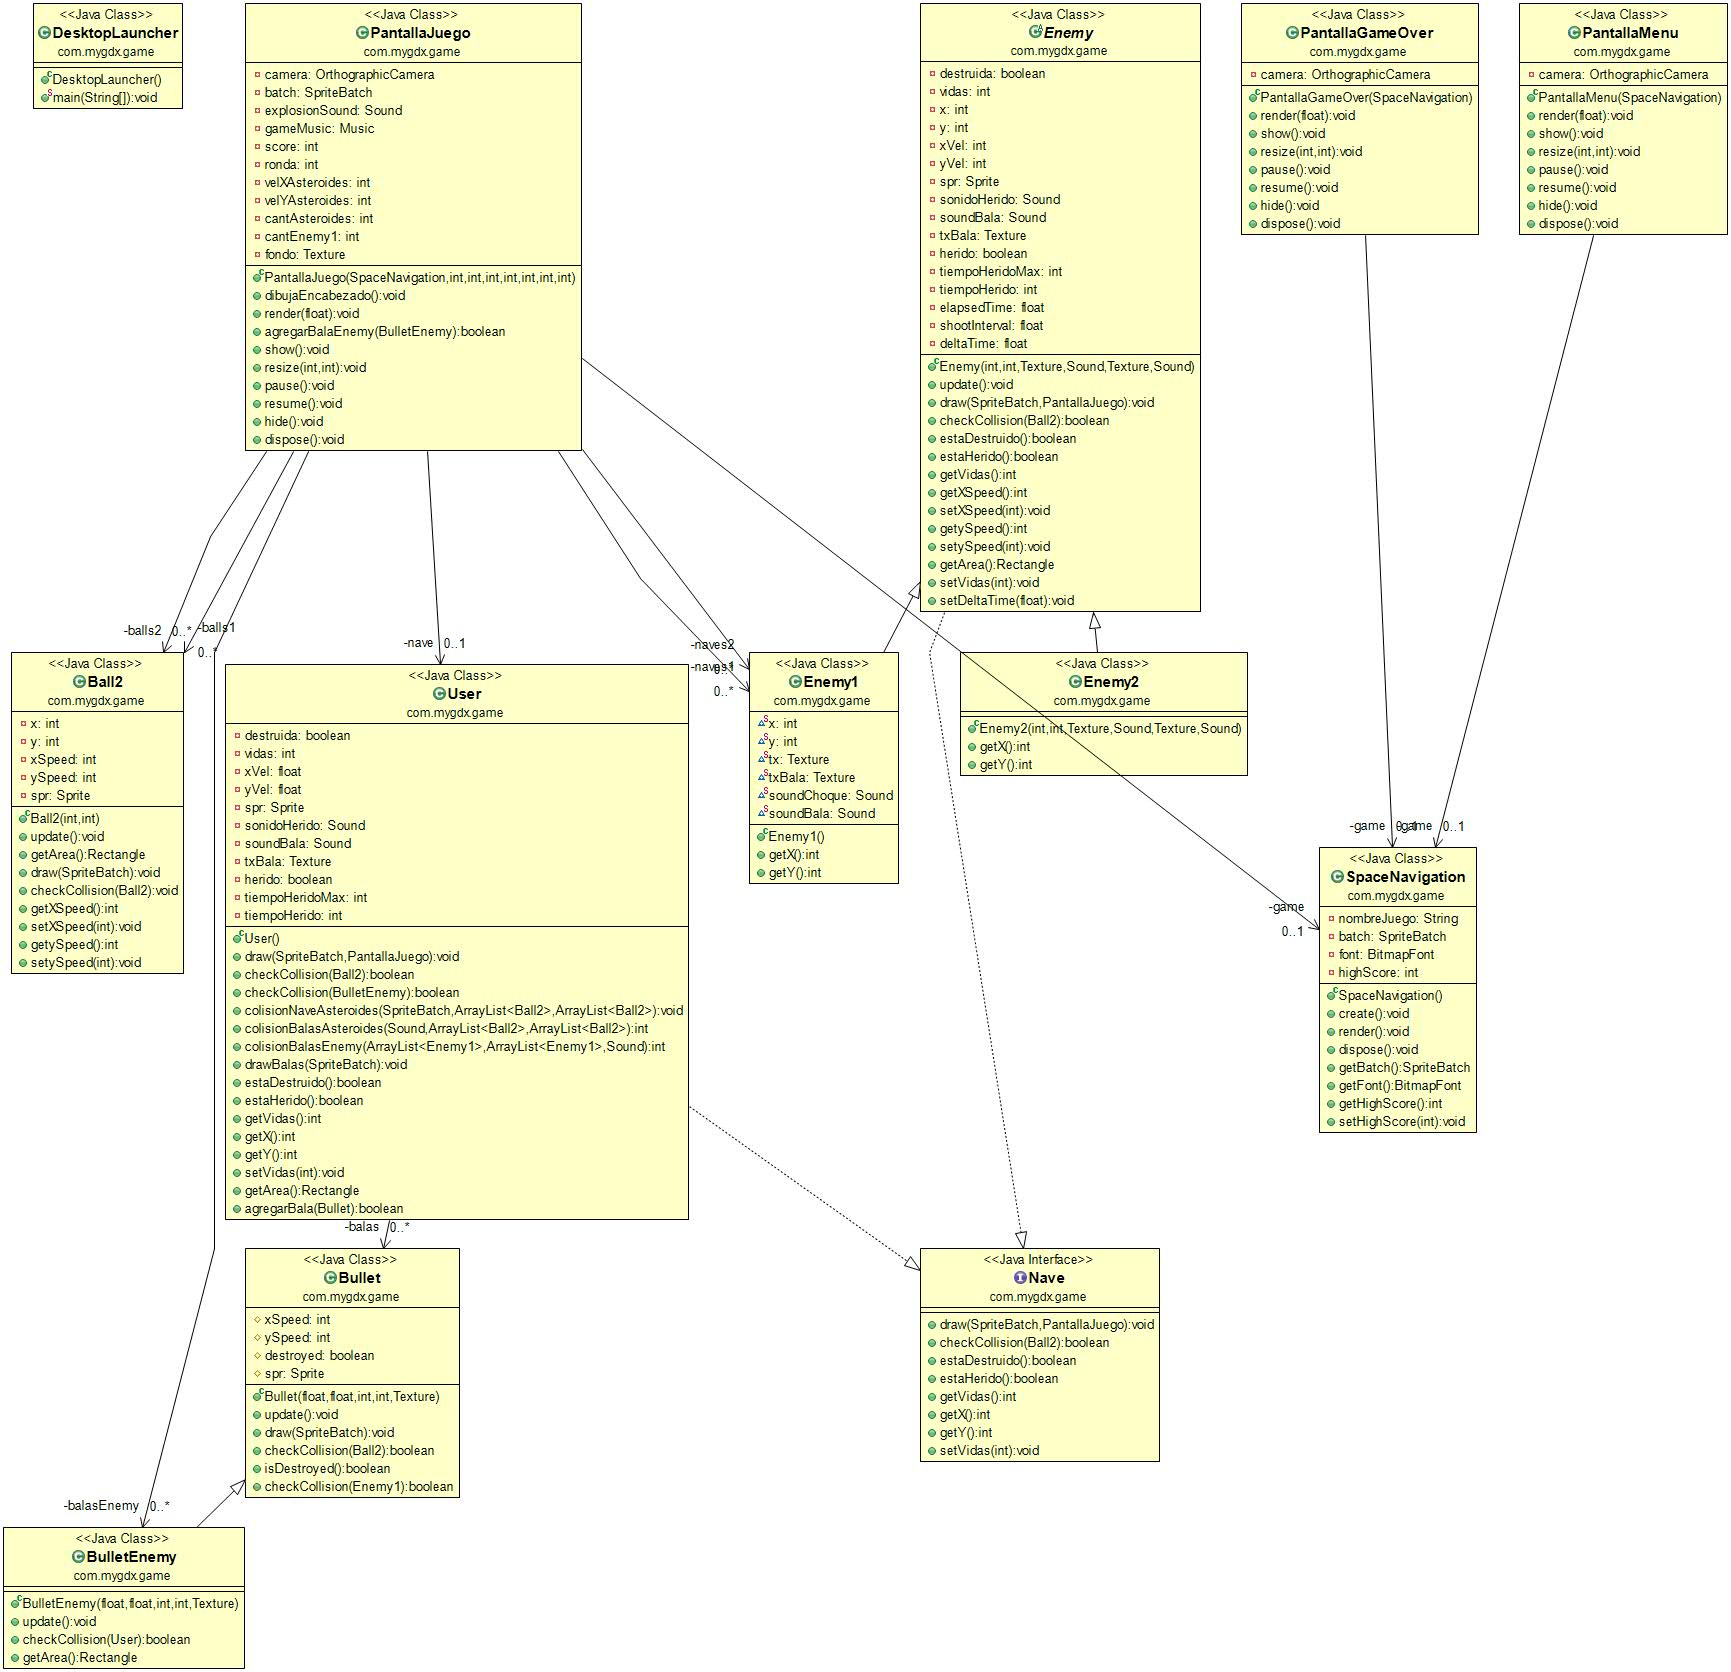 <<Java Class>>
DesktopLauncher
com.mygdx.game
DesktopLauncher()
main(String[]):void
<<Java Class>>
PantallaJuego
com.mygdx.game
camera: OrthographicCamera
batch: SpriteBatch
explosionSound: Sound
gameMusic: Music
score: int
ronda: int
velXAsteroides: int
velYAsteroides: int
cantAsteroides: int
cantEnemy1: int
fondo: Texture
PantallaJuego(SpaceNavigation,int,int,int,int,int,int,int)
dibujaEncabezado():void
render(float):void
agregarBalaEnemy(BulletEnemy):boolean
show():void
resize(int,int):void
pause():void
resume():void
hide():void
dispose():void
<<Java Class>>
Enemy
com.mygdx.game
destruida: boolean
vidas: int
x: int
y: int
xVel: int
yVel: int
spr: Sprite
sonidoHerido: Sound
soundBala: Sound
txBala: Texture
herido: boolean
tiempoHeridoMax: int
tiempoHerido: int
elapsedTime: float
shootInterval: float
deltaTime: float
Enemy(int,int,Texture,Sound,Texture,Sound)
update():void
draw(SpriteBatch,PantallaJuego):void
checkCollision(Ball2):boolean
estaDestruido():boolean
estaHerido():boolean
getVidas():int
getXSpeed():int
setXSpeed(int):void
getySpeed():int
setySpeed(int):void
getArea():Rectangle
setVidas(int):void
setDeltaTime(float):void
<<Java Class>>
PantallaGameOver
com.mygdx.game
camera: OrthographicCamera
PantallaGameOver(SpaceNavigation)
render(float):void
show():void
resize(int,int):void
pause():void
resume():void
hide():void
dispose():void
<<Java Class>>
PantallaMenu
com.mygdx.game
camera: OrthographicCamera
PantallaMenu(SpaceNavigation)
render(float):void
show():void
resize(int,int):void
pause():void
resume():void
hide():void
dispose():void
-balls2 0..*
-balls1
0..*
-nave 0..1
-naves2
-naves1
0..*
<<Java Class>>
Ball2
com.mygdx.game
x: int
y: int
xSpeed: int
ySpeed: int
spr: Sprite
Ball2(int,int)
update():void
getArea():Rectangle
draw(SpriteBatch):void
checkCollision(Ball2):void
getXSpeed():int
setXSpeed(int):void
getySpeed():int
setySpeed(int):void
<<Java Class>>
User
com.mygdx.game
destruida: boolean
vidas: int
xVel: float
yVel: float
spr: Sprite
sonidoHerido: Sound
soundBala: Sound
txBala: Texture
herido: boolean
tiempoHeridoMax: int
tiempoHerido: int
User()
draw(SpriteBatch,PantallaJuego):void
checkCollision(Ball2):boolean
checkCollision(BulletEnemy):boolean
colisionNaveAsteroides(SpriteBatch,ArrayList<Ball2>,ArrayList<Ball2>):void
colisionBalasAsteroides(Sound,ArrayList<Ball2>,ArrayList<Ball2>):int
colisionBalasEnemy(ArrayList<Enemy1>,ArrayList<Enemy1>,Sound):int
drawBalas(SpriteBatch):void
estaDestruido():boolean
estaHerido():boolean
getVidas():int
getX():int
getY():int
setVidas(int):void
getArea():Rectangle
agregarBala(Bullet):boolean
<<Java Class>>
Enemy1
com.mygdx.game
x: int
y: int
tx: Texture
txBala: Texture
soundChoque: Sound
soundBala: Sound
Enemy1()
getX():int
getY():int
<<Java Class>>
Enemy2
com.mygdx.game
Enemy2(int,int,Texture,Sound,Texture,Sound)
getX():int
getY():int
-game
-game 0..1
-game
0..1
<<Java Class>>
SpaceNavigation
com.mygdx.game
nombreJuego: String
batch: SpriteBatch
font: BitmapFont
highScore: int
SpaceNavigation()
create():void
render():void
dispose():void
getBatch():SpriteBatch
getFont():BitmapFont
getHighScore():int
setHighScore(int):void
-balas 0..*
<<Java Class>>
Bullet
com.mygdx.game
xSpeed: int
ySpeed: int
destroyed: boolean
spr: Sprite
Bullet(float,float,int,int,Texture)
update():void
draw(SpriteBatch):void
checkCollision(Ball2):boolean
isDestroyed():boolean
checkCollision(Enemy1):boolean
<<Java Interface>>
Nave
com.mygdx.game
draw(SpriteBatch,PantallaJuego):void
checkCollision(Ball2):boolean
estaDestruido():boolean
estaHerido():boolean
getVidas():int
getX():int
getY():int
setVidas(int):void
-balasEnemy 0..*
<<Java Class>>
BulletEnemy
com.mygdx.game
BulletEnemy(float,float,int,int,Texture)
update():void
checkCollision(User):boolean
getArea():Rectangle